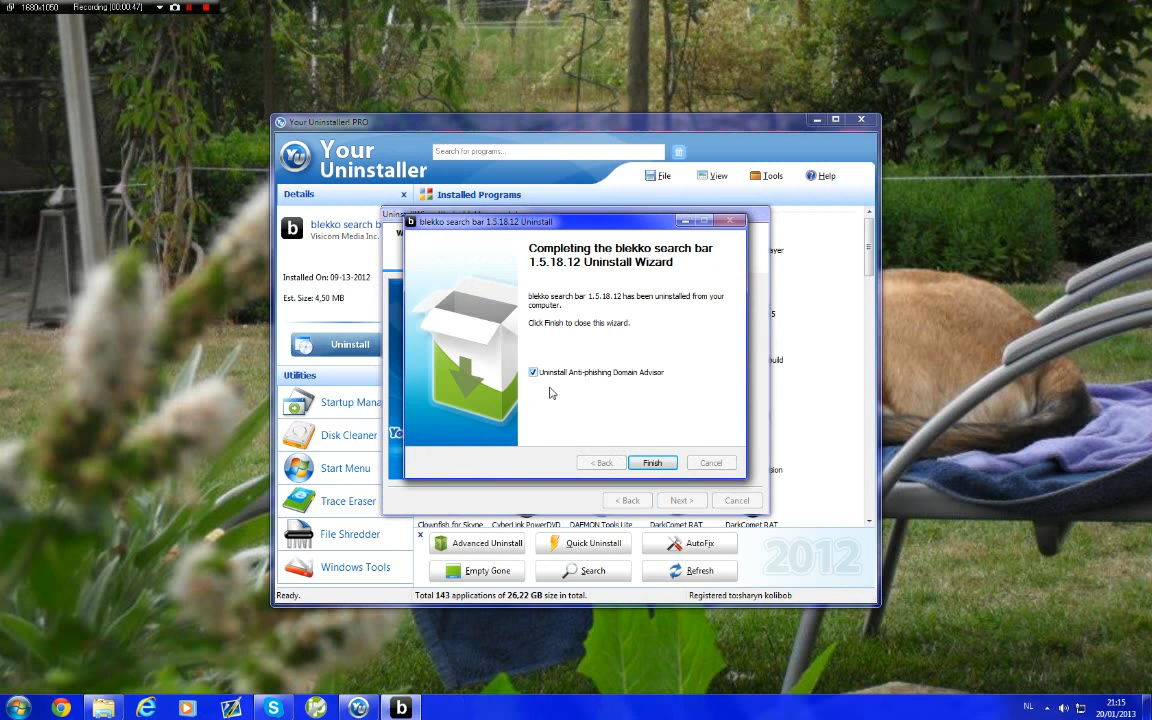 1680x1050
Recording [00:00:47]
Your Uninstaller! PRO
Your
Uninstaller
Search for programs...
File
View
Tools
Help
Details
x
Installed Programs
blekko search b
Visicom Media Inc.
Installed On: 09-13-2012
Est. Size: 4,50 MB
Uninstall
Utilities
Startup Mana
Disk Cleaner
Start Menu
Trace Eraser
File Shredder
Windows Tools
blekko search bar 1.5.18.12 Uninstall
Completing the blekko search bar
1.5.18.12 Uninstall Wizard
blekko search bar 1.5.18.12 has been uninstalled from your
computer.
Click Finish to close this wizard.
Uninstall Anti-phishing Domain Advisor
< Back
Finish
Cancel
< Back
Next >
Cancel
ayer
5
uild
sion
Clownfish for Skype
CyberLink PowerDVD
DAEMON Tools Lite
DarkComet RAT
DarkComet RAT
x
Advanced Uninstall
Quick Uninstall
AutoFix
Empty Gone
Search
Refresh
2012
Ready.
Total 143 applications of 26,22 GB size in total.
Registered to:sharyn kolibob
NL
21:15
20/01/2013